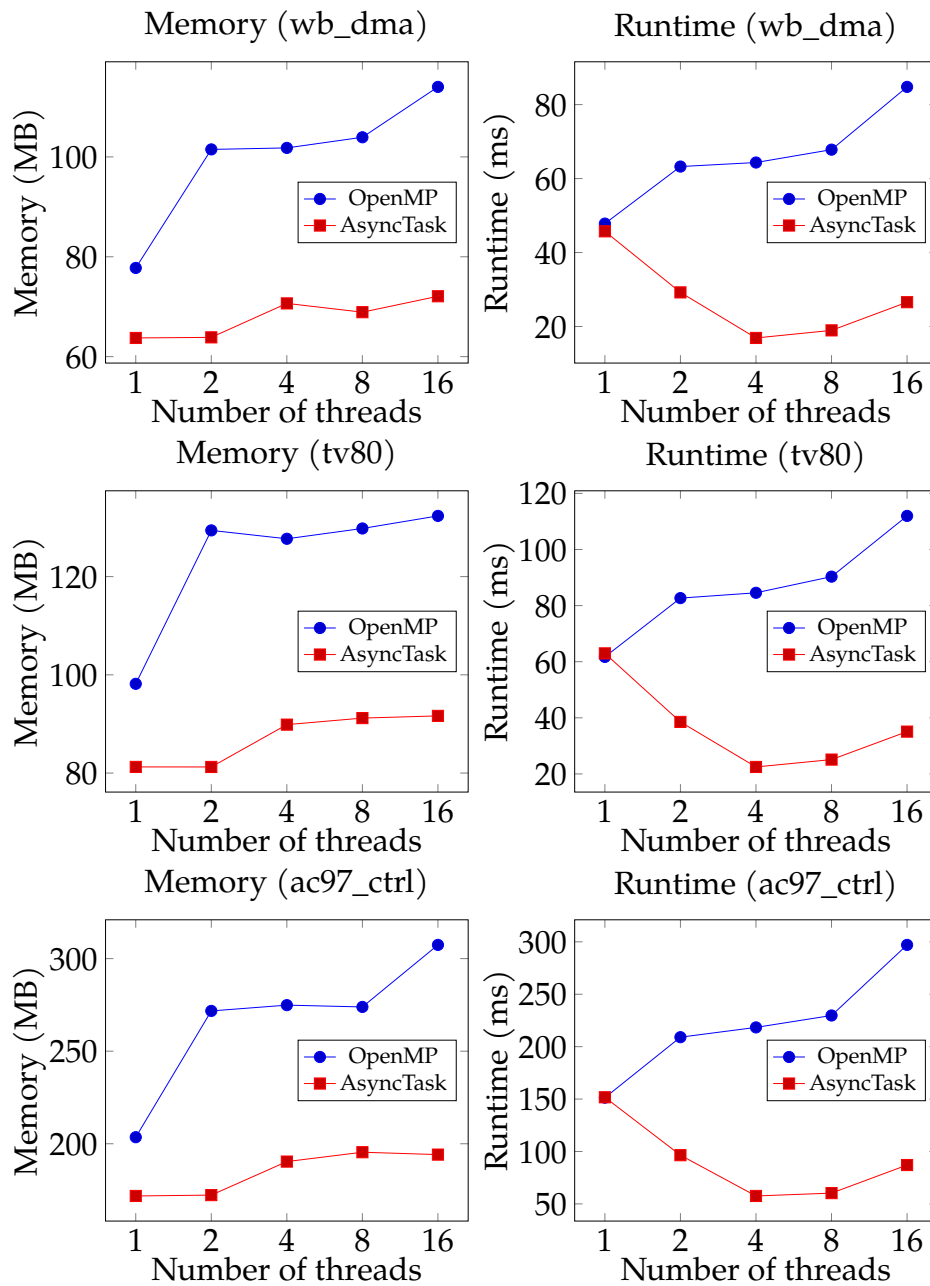 Memory (wb_dma)
Memory (MB)
100
80
60
OpenMP
AsyncTask
1 2 4 8 16
Number of threads
Runtime (wb_dma)
Runtime (ms)
80
60
40
20
OpenMP
AsyncTask
1 2 4 8 16
Number of threads
Memory (tv80)
Memory (MB)
120
100
80
OpenMP
AsyncTask
1 2 4 8 16
Number of threads
Runtime (tv80)
Runtime (ms)
120
100
80
60
40
20
OpenMP
AsyncTask
1 2 4 8 16
Number of threads
Memory (ac97_ctrl)
Memory (MB)
300
250
200
OpenMP
AsyncTask
1 2 4 8 16
Number of threads
Runtime (ac97_ctrl)
Runtime (ms)
300
250
200
150
100
50
OpenMP
AsyncTask
1 2 4 8 16
Number of threads